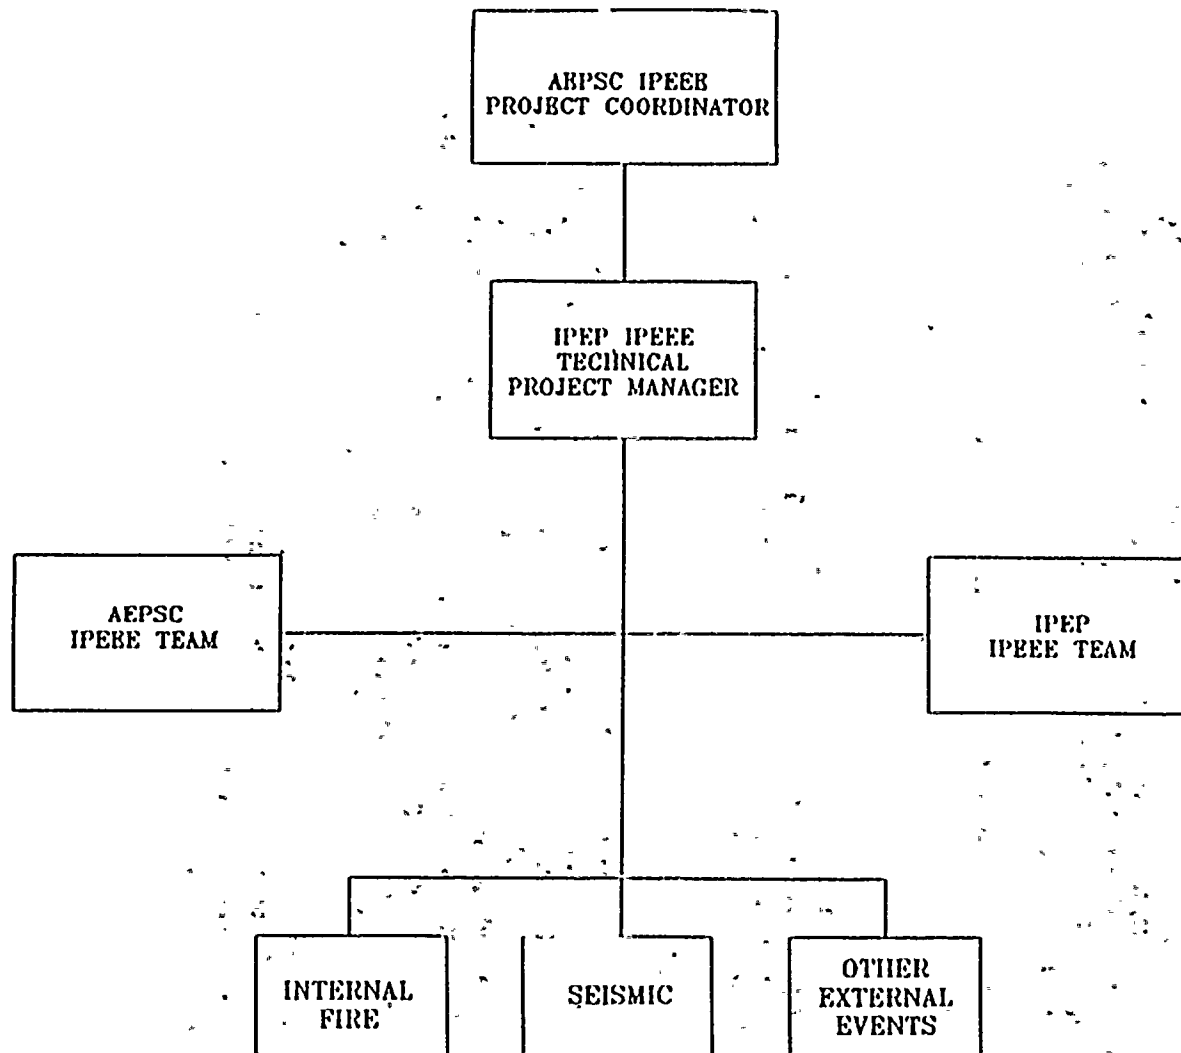 AEPSC IPEEE
PROJECT COORDINATOR
IPEP IPEEE
TECHNICAL
PROJECT MANAGER
AEPSC
IPEEE TEAM
IPEP
IPEEE TEAM
INTERNAL
FIRE
SEISMIC
OTHER
EXTERNAL
EVENTS